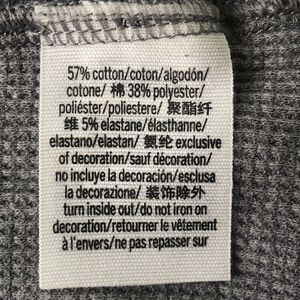 57% cotton/coton/algodón/
cotone/ 棉 38% polyester/
poliéster/poliestere/ 聚酯纤
维 5% elastane/élasthanne/
elastano/elastan/ 氨纶 exclusive
of decoration/sauf décoration/
no incluye la decoración/esclusa
la decorazione/ 装饰除外
turn inside out/do not iron on
decoration/retourner le vêtement
à l'envers/ne pas repasser sur